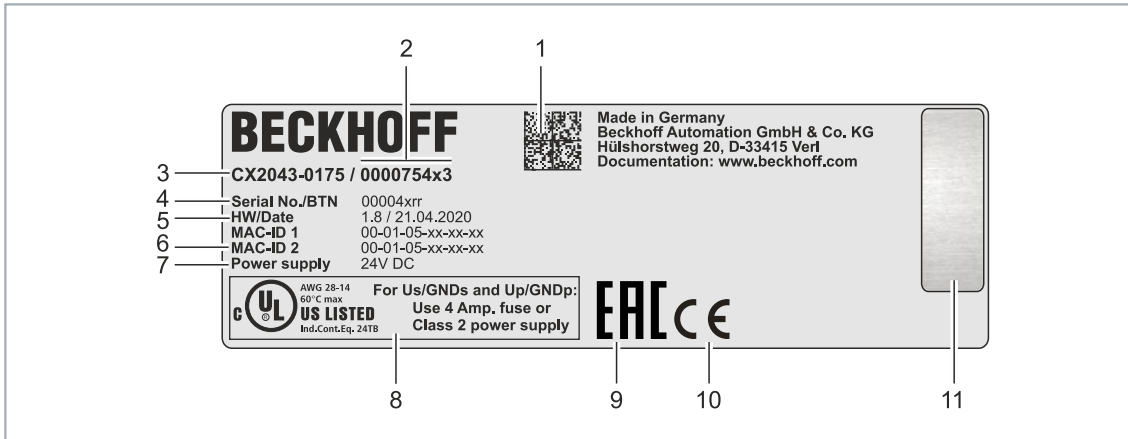 2
1
BECKHOFF
Made in Germany
Beckhoff Automation GmbH & Co. KG
Hülshorstweg 20, D-33415 Verl
Documentation: www.beckhoff.com
3
CX2043-0175 / 0000754x3
4
Serial No./BTN 00004xrr
5
HW/Date 1.8 / 21.04.2020
MAC-ID 1 00-01-05-xx-xx-xx
6
MAC-ID 2 00-01-05-xx-xx-xx
7
Power supply 24V DC
C UL ®
AWG 28-14
60°C max
US LISTED
Ind.Cont.Eq. 24TB
For Us/GNDs and Up/GNDp:
Use 4 Amp. fuse or
Class 2 power supply
EAC
CE
8
9
10
11